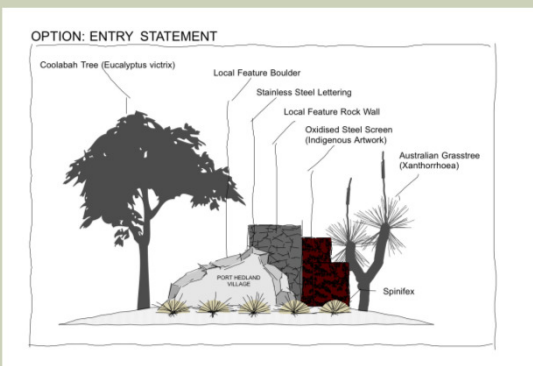 OPTION: ENTRY STATEMENT
Coolabah Tree (Eucalyptus victrix)
Local Feature Boulder
Stainless Steel Lettering
Local Feature Rock Wall
Oxidised Steel Screen
(Indigenous Artwork)
Australian Grasstree
(Xanthorrhoea)
PORT HEDLAND
VILLAGE
Spinifex